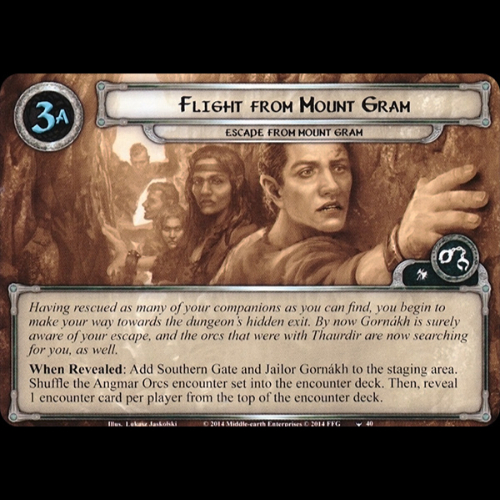 3A
FLIGHT FROM MOUNT GRAM
ESCAPE FROM MOUNT GRAM
Having rescued as many of your companions as you can find, you begin to
make your way towards the dungeon's hidden exit. By now Gornákh is surely
aware of your escape, and the orcs that were with Thaurdir are now searching
for you, as well.
When Revealed: Add Southern Gate and Jailor Gornákh to the staging area.
Shuffle the Angmar Orcs encounter set into the encounter deck. Then, reveal
1 encounter card per player from the top of the encounter deck.
Illus. Lukasz Jaskolski © 2014 Middle-earth Enterprises © 2014 FFG 40